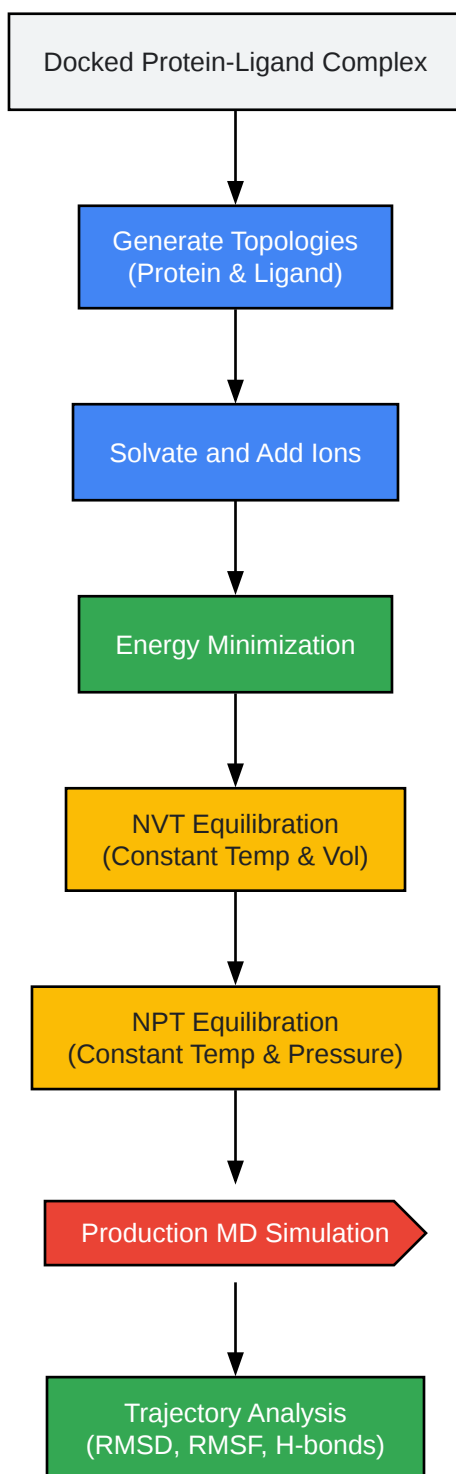 Docked Protein-Ligand Complex
Generate Topologies
(Protein & Ligand)
Solvate and Add Ions
Energy Minimization
NVT Equilibration
(Constant Temp & Vol)
NPT Equilibration
(Constant Temp & Pressure)
Production MD Simulation
Trajectory Analysis
(RMSD, RMSF, H-bonds)